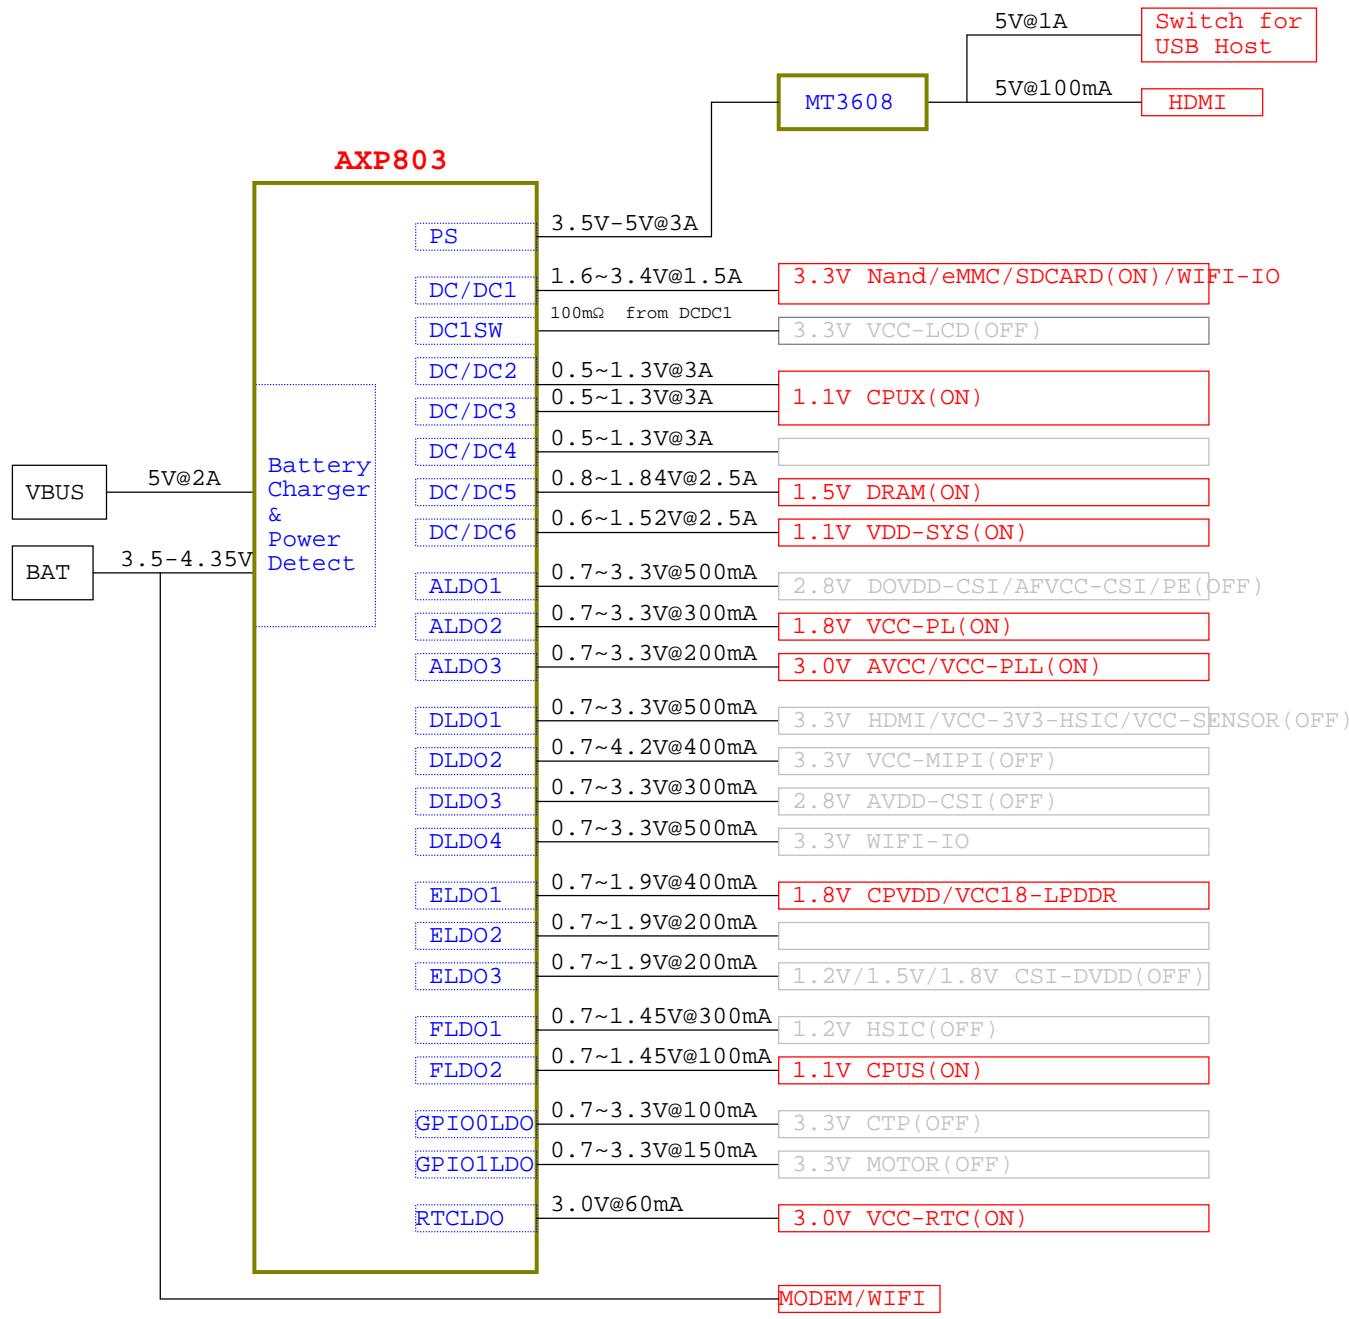 5V@1A
Switch for
USB Host
MT3608
5V@100mA
HDMI
AXP803
PS
3.5V-5V@3A
DC/DC1
1.6~3.4V@1.5A
3.3V Nand/eMMC/SDCARD(ON)/WIFI-IO
DC1SW
100mΩ from DCDC1
3.3V VCC-LCD(OFF)
DC/DC2
0.5~1.3V@3A
DC/DC3
0.5~1.3V@3A
1.1V CPUX(ON)
DC/DC4
0.5~1.3V@3A
VBUS
5V@2A
Battery
Charger
&
Power
Detect
BAT
3.5-4.35V
DC/DC5
0.8~1.84V@2.5A
1.5V DRAM(ON)
DC/DC6
0.6~1.52V@2.5A
1.1V VDD-SYS(ON)
ALDO1
0.7~3.3V@500mA
2.8V DOVDD-CSI/AFVCC-CSI/PE(OFF)
ALDO2
0.7~3.3V@300mA
1.8V VCC-PL(ON)
ALDO3
0.7~3.3V@200mA
3.0V AVCC/VCC-PLL(ON)
DLDO1
0.7~3.3V@500mA
3.3V HDMI/VCC-3V3-HSIC/VCC-SENSOR(OFF)
DLDO2
0.7~4.2V@400mA
3.3V VCC-MIPI(OFF)
DLDO3
0.7~3.3V@300mA
2.8V AVDD-CSI(OFF)
DLDO4
0.7~3.3V@500mA
3.3V WIFI-IO
ELDO1
0.7~1.9V@400mA
1.8V CPVDD/VCC18-LPDDR
ELDO2
0.7~1.9V@200mA
ELDO3
0.7~1.9V@200mA
1.2V/1.5V/1.8V CSI-DVDD(OFF)
FLDO1
0.7~1.45V@300mA
1.2V HSIC(OFF)
FLDO2
0.7~1.45V@100mA
1.1V CPUS(ON)
GPIO0LDO
0.7~3.3V@100mA
3.3V CTP(OFF)
GPIO1LDO
0.7~3.3V@150mA
3.3V MOTOR(OFF)
RTCLDO
3.0V@60mA
3.0V VCC-RTC(ON)
MODEM/WIFI